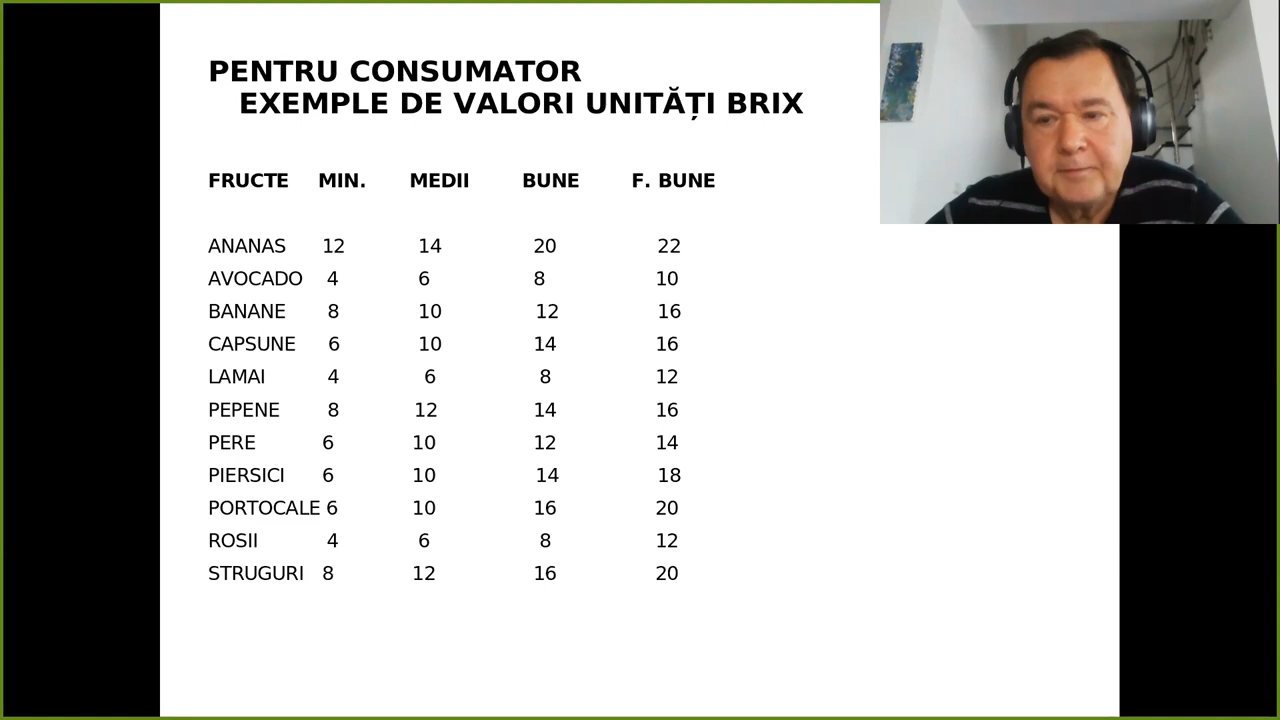 PENTRU CONSUMATOR
EXEMPLE DE VALORI UNITĂȚI BRIX
FRUCTE MIN. MEDII BUNE F. BUNE
ANANAS 12 14 20 22
AVOCADO 4 6 8 10
BANANE 8 10 12 16
CAPSUNE 6 10 14 16
LAMAI 4 6 8 12
PEPENE 8 12 14 16
PERE 6 10 12 14
PIERSICI 6 10 14 18
PORTOCALE 6 10 16 20
ROSII 4 6 8 12
STRUGURI 8 12 16 20